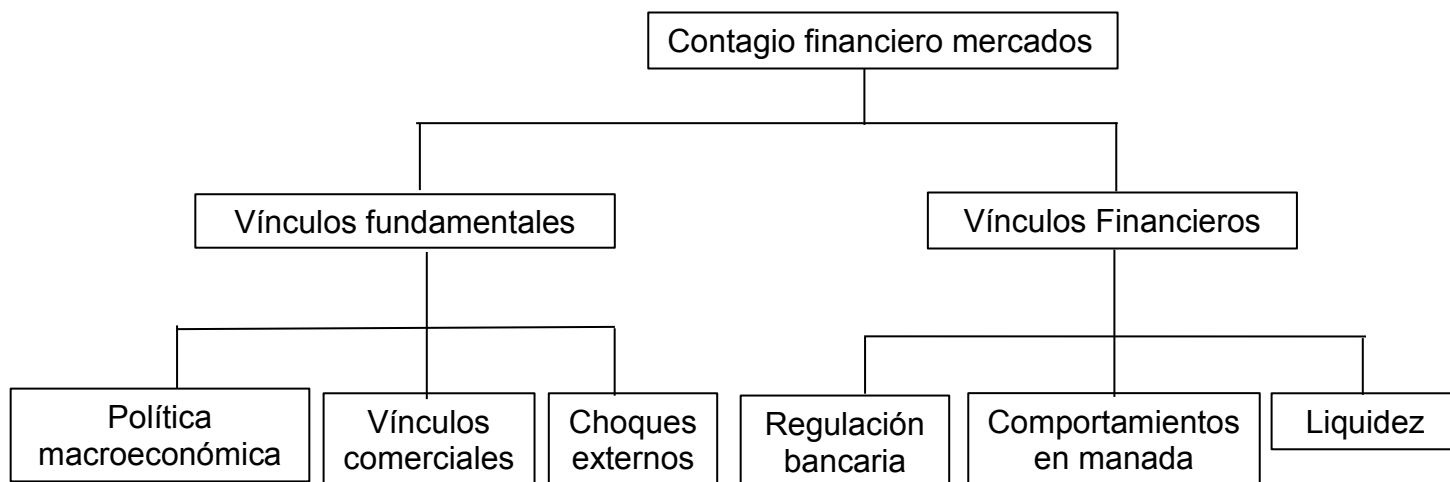 Contagio financiero mercados
Vínculos fundamentales
Vínculos Financieros
Política
macroeconómica
Vínculos
comerciales
Choques
externos
Regulación
bancaria
Comportamientos
en manada
Liquidez